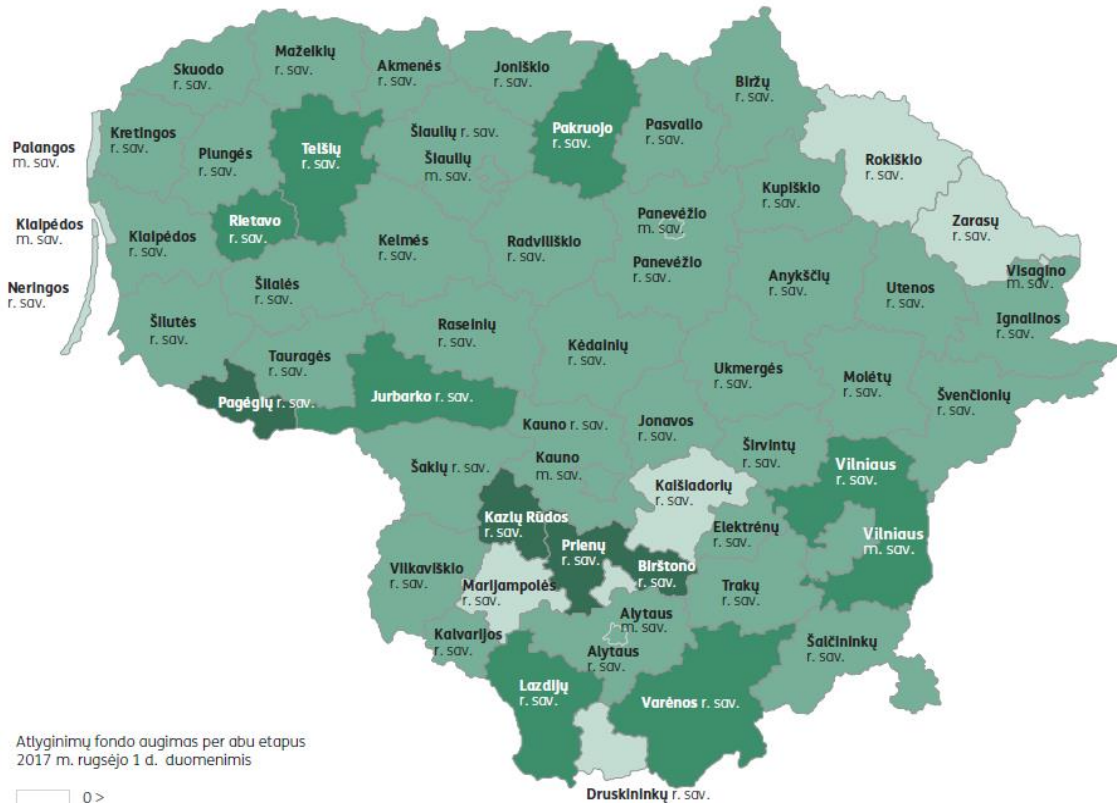 Skuodo
r. sav.
Mažeikių
r. sav.
Akmenės
r. sav.
Joniškio
r. sav.
Biržų
r. sav.
Palangos
m. sav.
Kretingos
r. sav.
Plungės
r. sav.
Telšių
r. sav.
Šiaulių r. sav.
Šiaulių
m. sav.
Pakruojo
r. sav.
Pasvalio
r. sav.
Rokiškio
r. sav.
Kupiškio
r. sav.
Klaipėdos
m. sav.
Klaipėdos
r. sav.
Rietavo
r. sav.
Kelmės
r. sav.
Radviliškio
r. sav.
Panevėžio
m. sav.
Panevėžio
r. sav.
Zarasų
r. sav.
Visagino
m. sav.
Neringos
r. sav.
Šilalės
r. sav.
Anykščių
r. sav.
Utenos
r. sav.
Ignalinos
r. sav.
Šilutės
r. sav.
Tauragės
r. sav.
Raseinių
r. sav.
Kėdainių
r. sav.
Ukmergės
r. sav.
Molėtų
r. sav.
Švenčionių
r. sav.
Pagėgių r. sav.
Jurbarko r. sav.
Kauno r. sav.
Jonavos
r. sav.
Širvintų
r. sav.
Šakių r. sav.
Kauno
m. sav.
Kaišiadorių
r. sav.
Vilniaus
r. sav.
Kazlų Rūdos
r. sav.
Prienų
r. sav.
Birštono
r. sav.
Elektrėnų
r. sav.
Vilniaus
m. sav.
Vilkaviškio
r. sav.
Marijampolės
r. sav.
Trakų
r. sav.
Kalvarijos
r. sav.
Alytaus
m. sav.
Alytaus
r. sav.
Šalčininkų
r. sav.
Lazdijų
r. sav.
Varėnos r. sav.
Druskininkų r. sav.
Atlyginimų fondo augimas per abu etapus
2017 m. rugsėjo 1 d. duomenimis
0 >